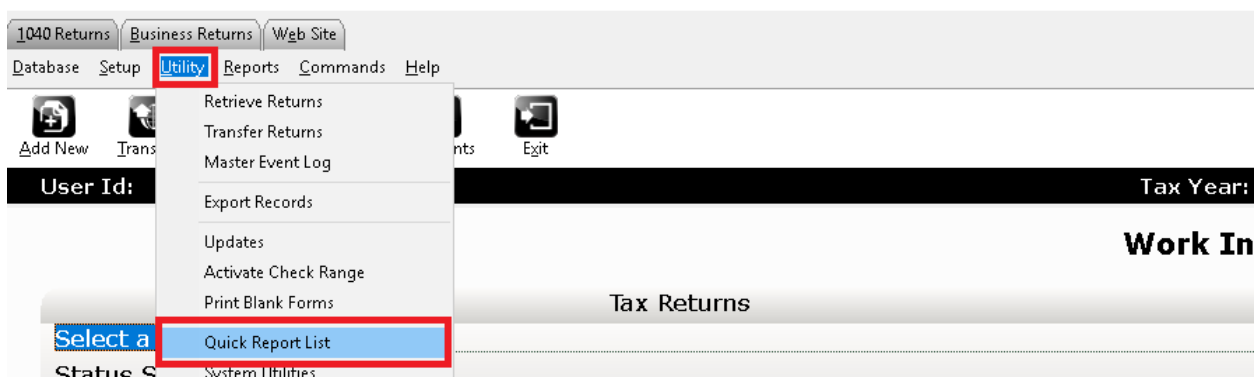 1040 Returns Business Returns Web Site
Database Setup Utility Reports Commands Help
Retrieve Returns
Transfer Returns
Master Event Log
Export Records
Updates
Activate Check Range
Print Blank Forms
Quick Report List
System Utilities
Add New Trans nts Exit
User Id: Tax Year:
Work In
Tax Returns
Select a
Status S